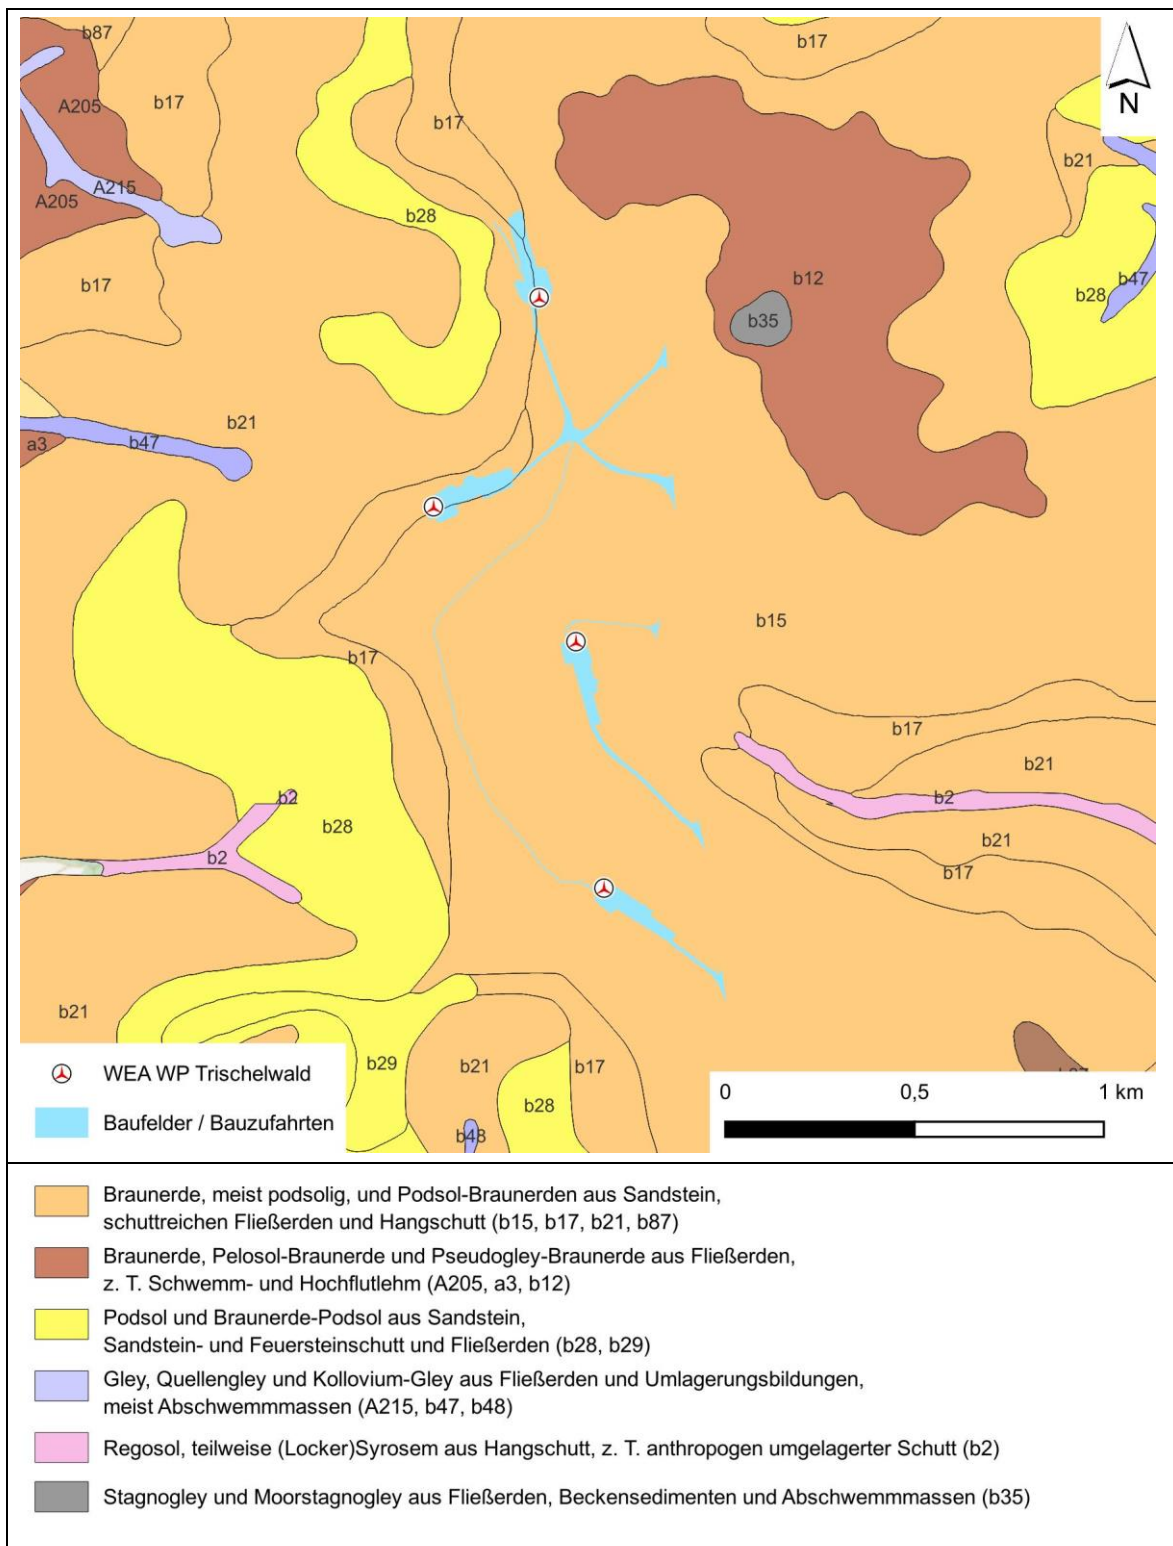 b87
b17
N
A205
b17
b17
b21
A215
A205
b28
b12
b47
b17
b28
b35
b21
b47
a3
b15
b17
b17
b21
b2
b2
b28
b21
b2
b17
b21
b29
b21
b17
b28
b48
WEA WP Trischelwald
Baufelder / Bauzufahrten
0 0,5 1 km
Braunerde, meist podsolig, und Podsol-Braunerden aus Sandstein,
schuttreichen Fließerden und Hangschutt (b15, b17, b21, b87)
Braunerde, Pelosol-Braunerde und Pseudogley-Braunerde aus Fließerden,
z. T. Schwemm- und Hochflutlehm (A205, a3, b12)
Podsol und Braunerde-Podsol aus Sandstein,
Sandstein- und Feuersteinschutt und Fließerden (b28, b29)
Gley, Quellengley und Kollovium-Gley aus Fließerden und Umlagerungsbildungen,
meist Abschwemmmassen (A215, b47, b48)
Regosol, teilweise (Locker)Syrosem aus Hangschutt, z. T. anthropogen umgelagerter Schutt (b2)
Stagnogley und Moorstagnogley aus Fließerden, Beckensedimenten und Abschwemmmassen (b35)